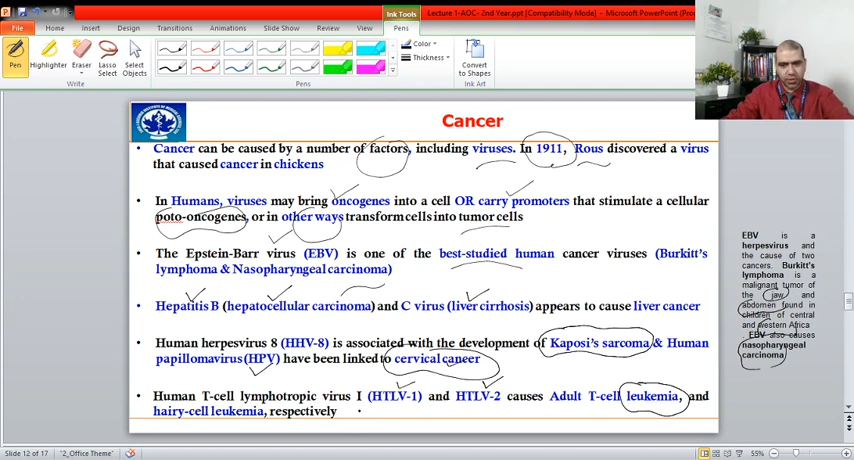 Ink Tools
Lecture 1-AOC- 2nd Year.ppt [Compatibility Mode] - Microsoft PowerPoint (Pro
File Home Insert Design Transitions Animations Slide Show Review View Pens
Pen Highlighter Eraser Lasso Select
Select Objects
Color
Thickness
Convert
to Shapes
Write Pens Ink Art
Cancer
• Cancer can be caused by a number of factors, including viruses. In 1911, Rous discovered a virus
that caused cancer in chickens
• In Humans, viruses may bring oncogenes into a cell OR carry promoters that stimulate a cellular
poto-oncogenes, or in other ways transform cells into tumor cells
• The Epstein-Barr virus (EBV) is one of the best-studied human cancer viruses (Burkitt's
lymphoma & Nasopharyngeal carcinoma)
• Hepatitis B (hepatocellular carcinoma) and C virus (liver cirrhosis) appears to cause liver cancer
• Human herpesvirus 8 (HHV-8) is associated with the development of Kaposi's sarcoma & Human
papillomavirus (HPV) have been linked to cervical cancer
• Human T-cell lymphotropic virus I (HTLV-1) and HTLV-2 causes Adult T-cell leukemia, and
hairy-cell leukemia, respectively
EBV is a
herpesvirus and
the cause of two
cancers. Burkitt's
lymphoma is a
malignant tumor of
the jaw and
abdomen found in
children of central
and western Africa
. EBV also causes
nasopharyngeal
carcinoma
Slide 12 of 17 "2_Office Theme" 55%